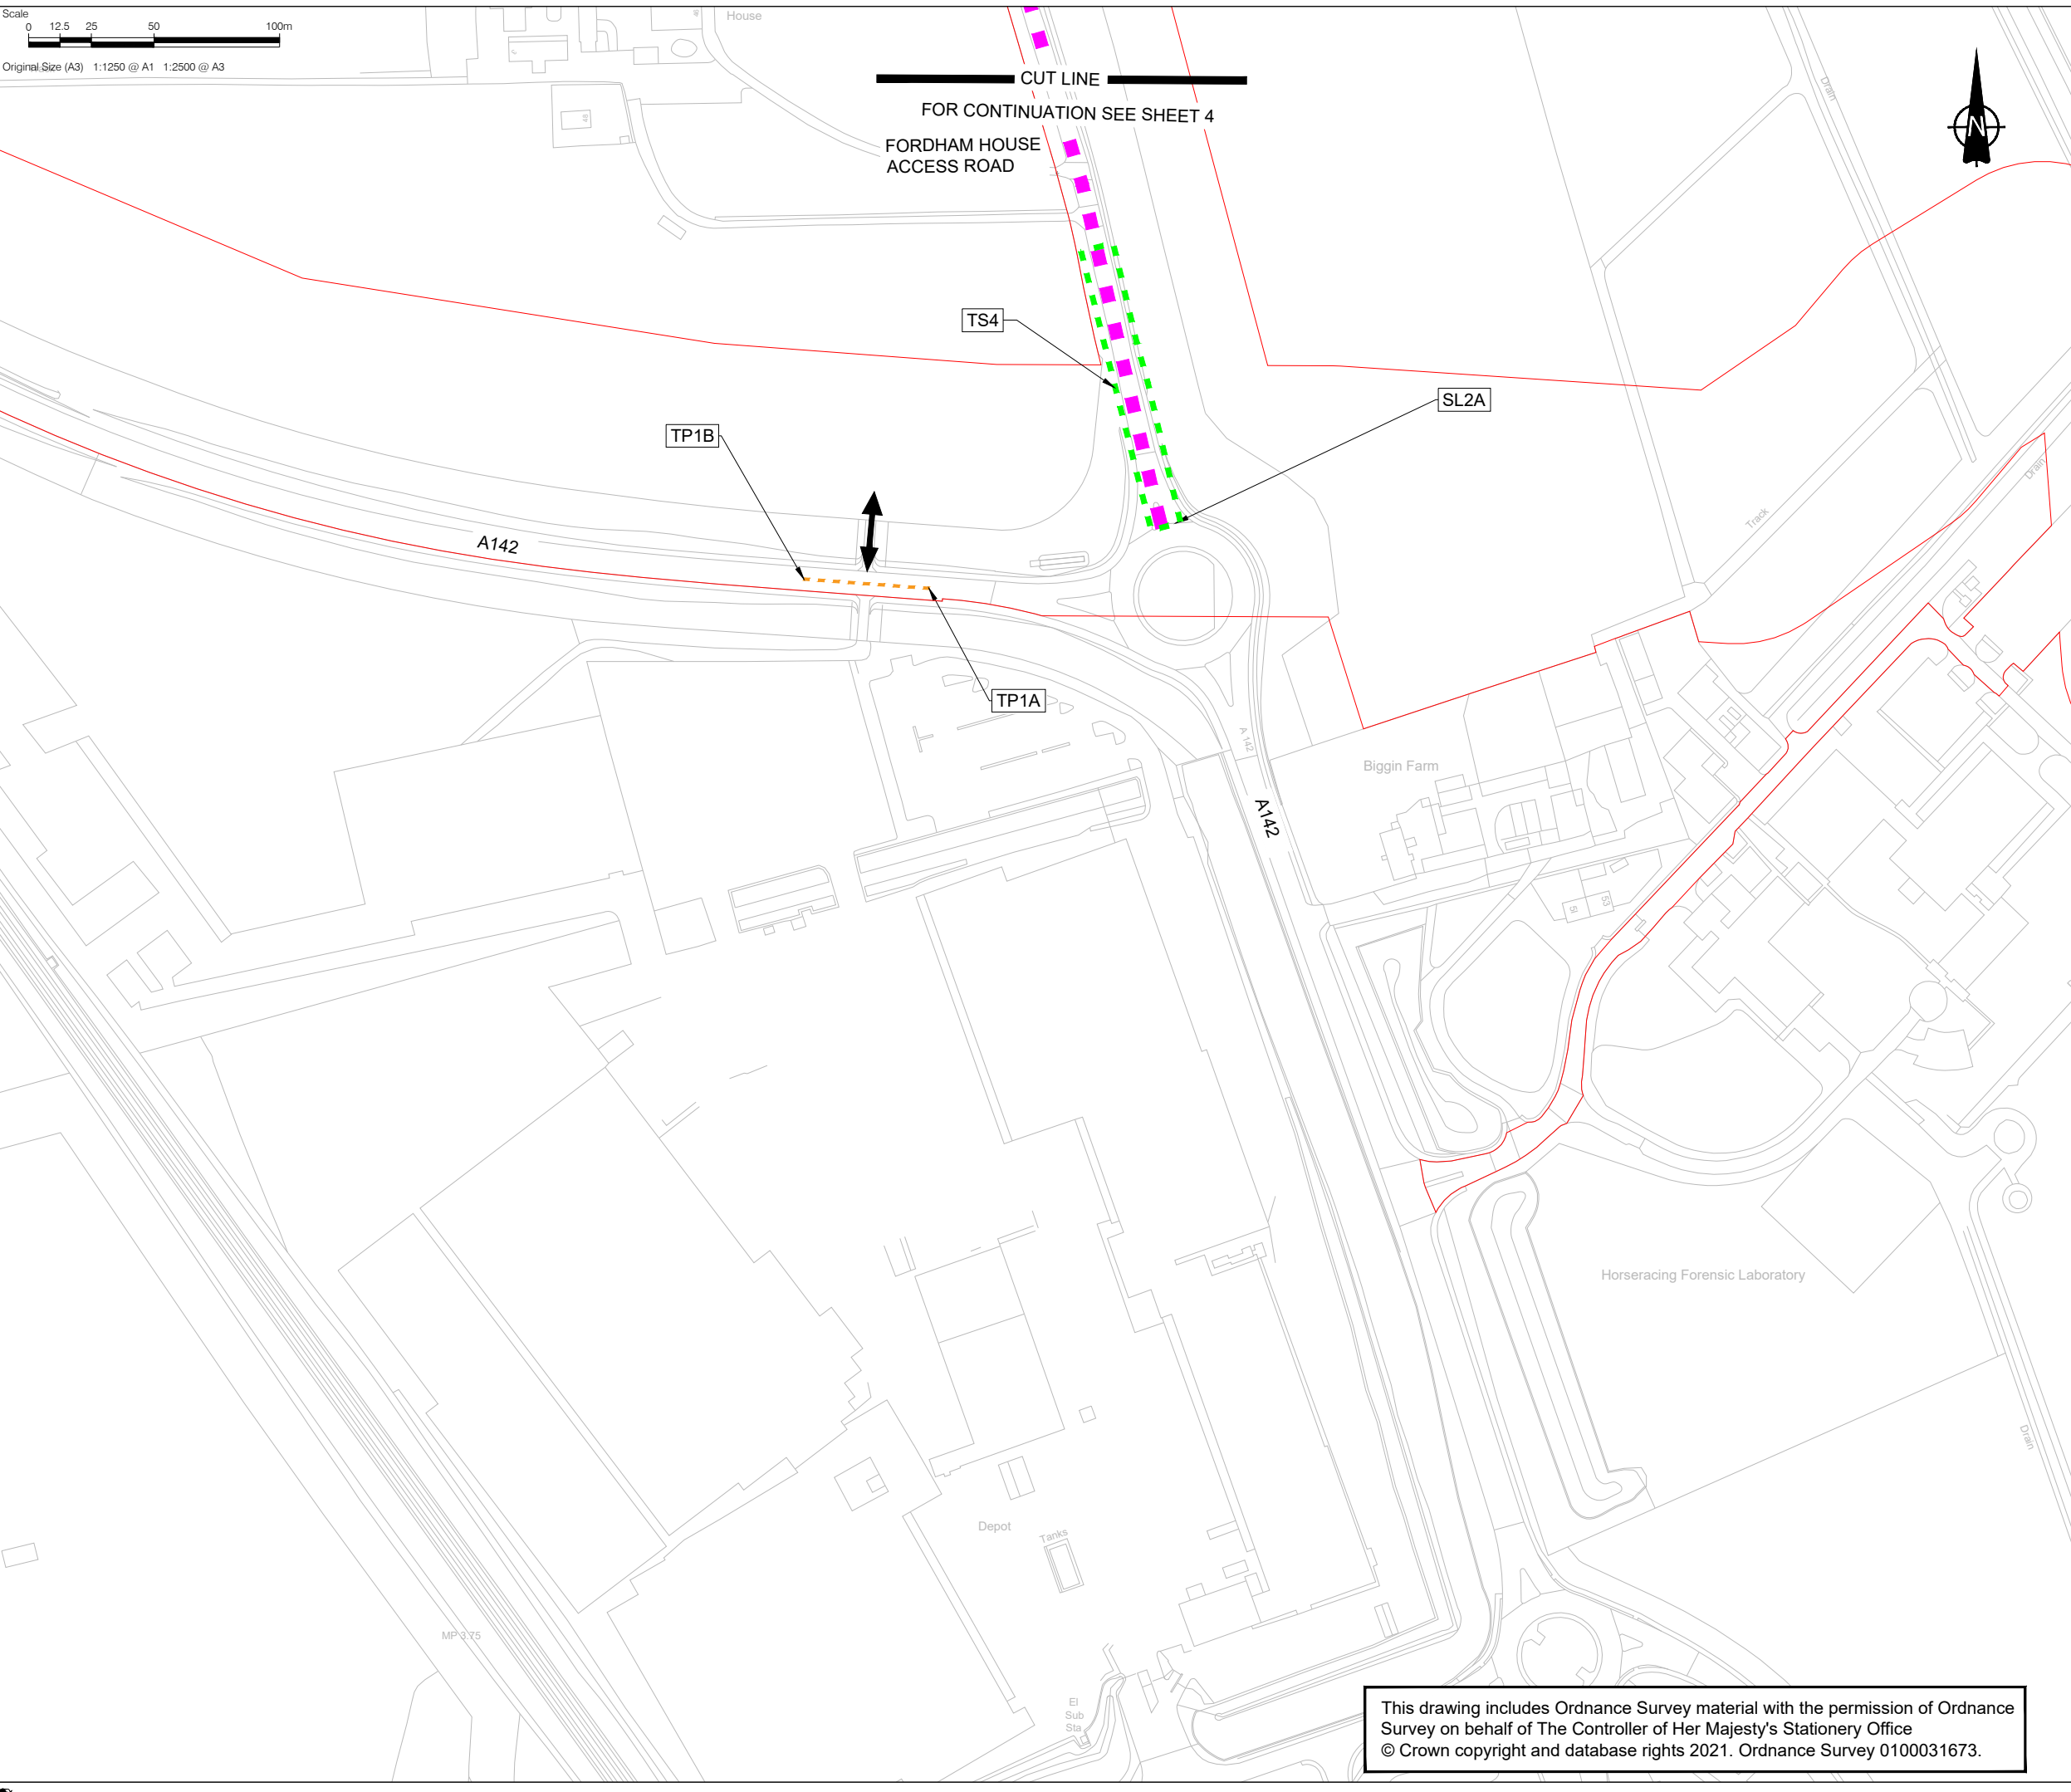 Scale
0 12.5 25 50 100m
Original Size (A3) 1:1250 @ A1 1:2500 @ A3
House
CUT LINE
FOR CONTINUATION SEE SHEET 4
FORDHAM HOUSE
ACCESS ROAD
N
Drain
TS4
SL2A
TP1B
A142
Drain
Track
TP1A
A 142
Biggin Farm
A142
51
53
Horseracing Forensic Laboratory
Drain
Depot
Tanks
MP 3.75
El
Sub
Sta
This drawing includes Ordnance Survey material with the permission of Ordnance
Survey on behalf of The Controller of Her Majesty's Stationery Office
© Crown copyright and database rights 2021. Ordnance Survey 0100031673.